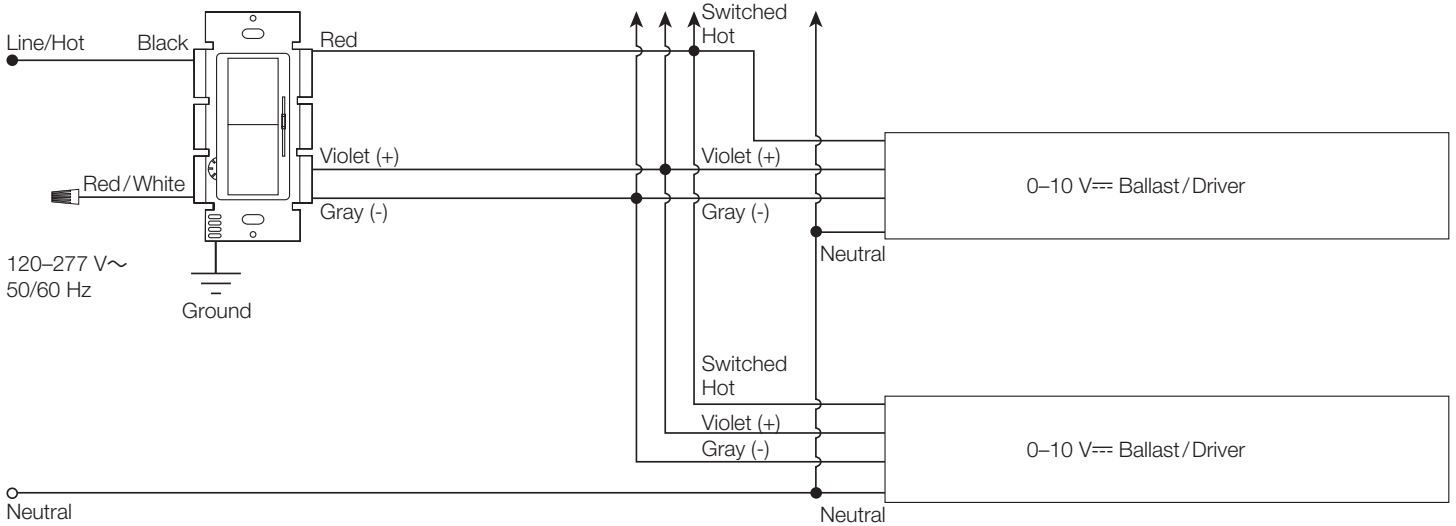 Switched
Hot
Line/Hot
Black
Red
Violet (+)
Violet (+)
0–10 V⎓ Ballast/Driver
Red/White
Gray (-)
Gray (-)
Neutral
120–277 V~
50/60 Hz
Ground
Switched
Hot
Violet (+)
Gray (-)
0–10 V⎓ Ballast/Driver
Neutral
Neutral